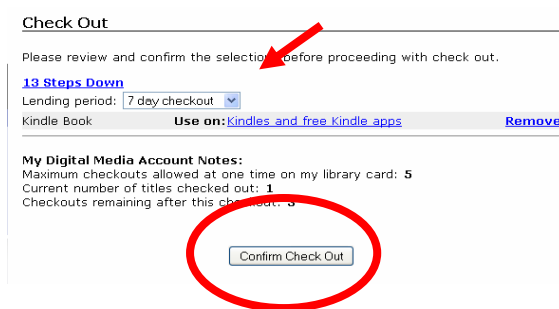 Check Out
Please review and confirm the selections before proceeding with check out.
13 Steps Down
Lending period: 7 day checkout
Kindle Book Use on: Kindles and free Kindle apps Remove
My Digital Media Account Notes:
Maximum checkouts allowed at one time on my library card: 5
Current number of titles checked out: 1
Checkouts remaining after this checkout: 3
Confirm Check Out